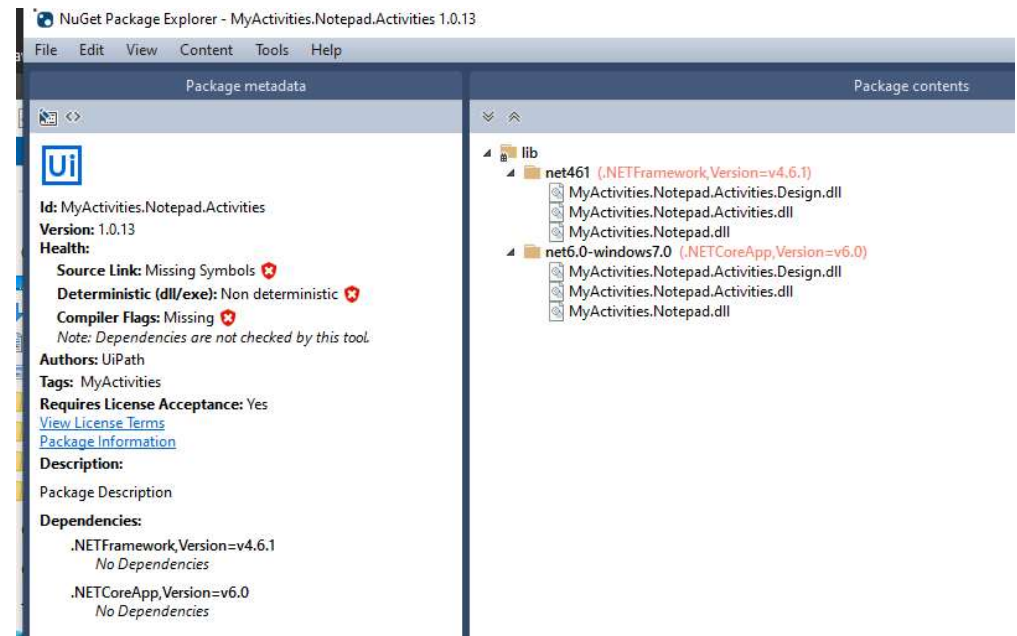 NuGet Package Explorer - MyActivities.Notepad.Activities 1.0.13
File Edit View Content Tools Help
Package metadata
Package contents
Ui
Id: MyActivities.Notepad.Activities
Version: 1.0.13
Health:
Source Link: Missing Symbols
Deterministic (dll/exe): Non deterministic
Compiler Flags: Missing
Note: Dependencies are not checked by this tool.
Authors: UiPath
Tags: MyActivities
Requires License Acceptance: Yes
View License Terms
Package Information
Description:
Package Description
Dependencies:
.NETFramework,Version=v4.6.1
No Dependencies
.NETCoreApp,Version=v6.0
No Dependencies
lib
net461 (.NETFramework,Version=v4.6.1)
MyActivities.Notepad.Activities.Design.dll
MyActivities.Notepad.Activities.dll
MyActivities.Notepad.dll
net6.0-windows7.0 (.NETCoreApp,Version=v6.0)
MyActivities.Notepad.Activities.Design.dll
MyActivities.Notepad.Activities.dll
MyActivities.Notepad.dll